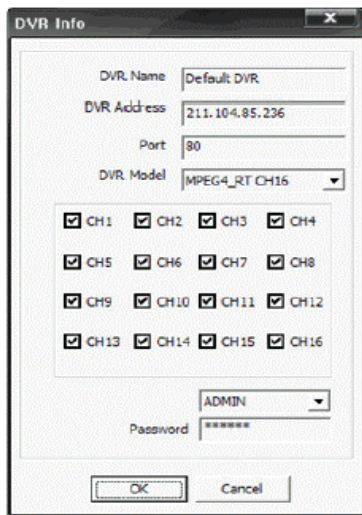 DVR Info
DVR Name Default DVR
DVR Address 211.104.85.236
Port 80
DVR Model MPEG4_RT CH16
CH1 CH2 CH3 CH4
CH5 CH6 CH7 CH8
CH9 CH10 CH11 CH12
CH13 CH14 CH15 CH16
ADMIN
Password ******
OK Cancel